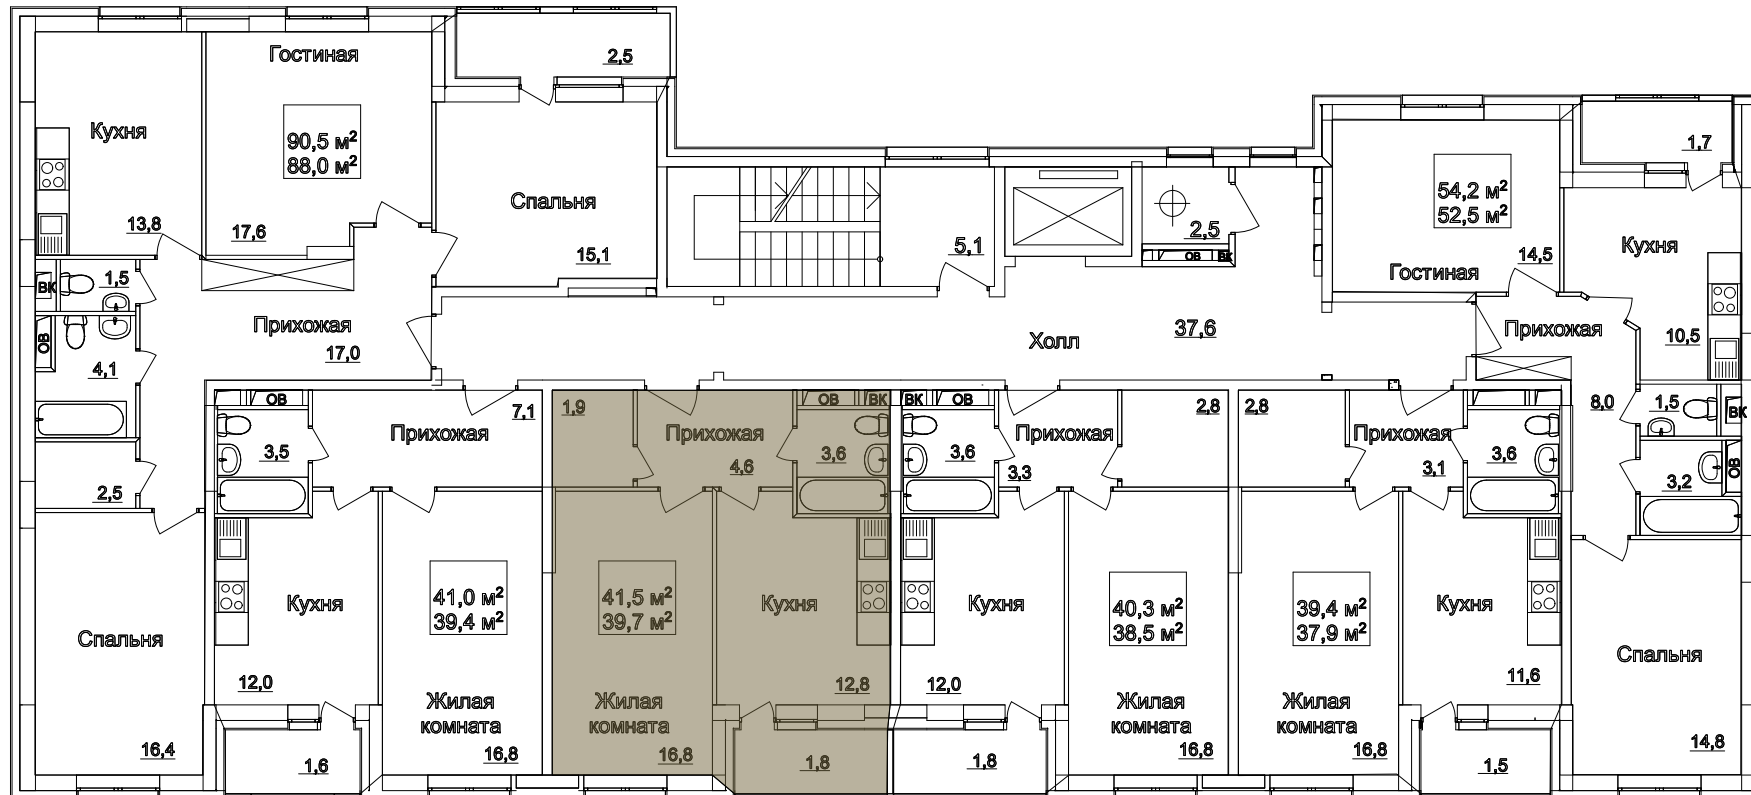 Гостиная
90,5 м²
88,0 м²
17,6
Кухня
13,8
2,5
Спальня
15,1
5,1
2,5
ОВ
ВК
54,2 м²
52,5 м²
14,5
Гостиная
1,7
Кухня
10,5
ВК
1,5
ОВ
4,1
2,5
Прихожая
17,0
Холл
37,6
Прихожая
8,0
1,5
ВК
3,2
ОВ
Спальня
16,4
ОВ
3,5
Прихожая
7,1
Кухня
12,0
1,6
41,0 м²
39,4 м²
Жилая
комната
16,8
1,9
Прихожая
4,6
ОВ
ВК
3,6
41,5 м²
39,7 м²
Жилая
комната
16,8
Кухня
12,8
1,8
ВК
ОВ
3,6
Прихожая
3,3
2,8
Кухня
12,0
1,8
40,3 м²
38,5 м²
Жилая
комната
16,8
2,8
Прихожая
3,1
3,6
39,4 м²
37,9 м²
Жилая
комната
16,8
Кухня
11,6
1,5
Спальня
14,8